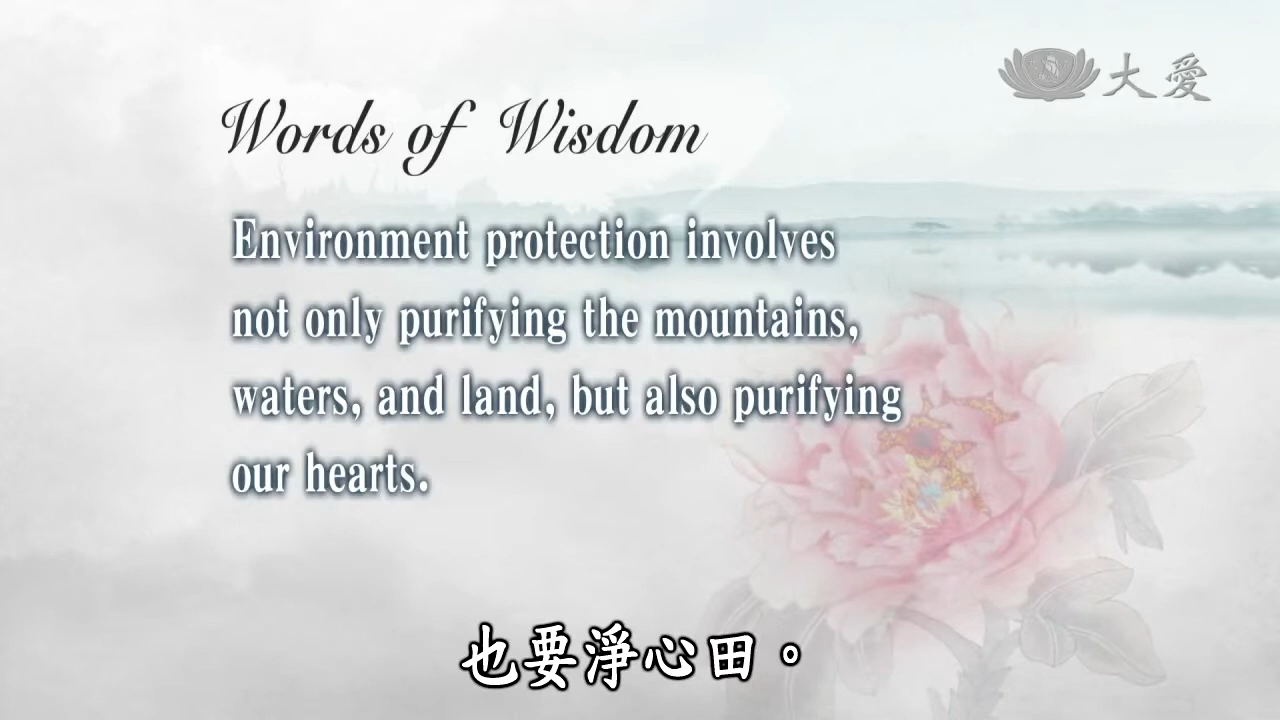 大愛
Words of Wisdom
Environment protection involves
not only purifying the mountains,
waters, and land, but also purifying
our hearts.
也要淨心田。